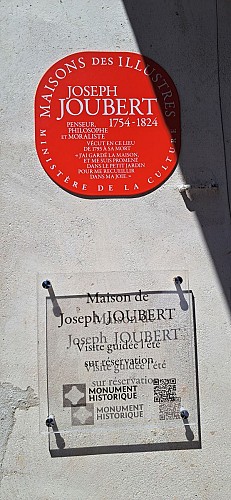 MAISONS DES ILLUSTRES
JOSEPH
JOUBERT
1754-1824
PENSEUR,
PHILOSOPHE
ET MORALISTE
VÉCUT EN CE LIEU
DE 1793 À SA MORT
« J'AI GARDÉ LA MAISON,
ET ME SUIS PROMENÉ
DANS LE PETIT JARDIN
POUR ME RECUEILLIR
DANS MA JOIE. »
MINISTÈRE DE LA CULTURE
Maison de
Joseph JOUBERT
Visite guidée l'été
sur réservation
MONUMENT
HISTORIQUE